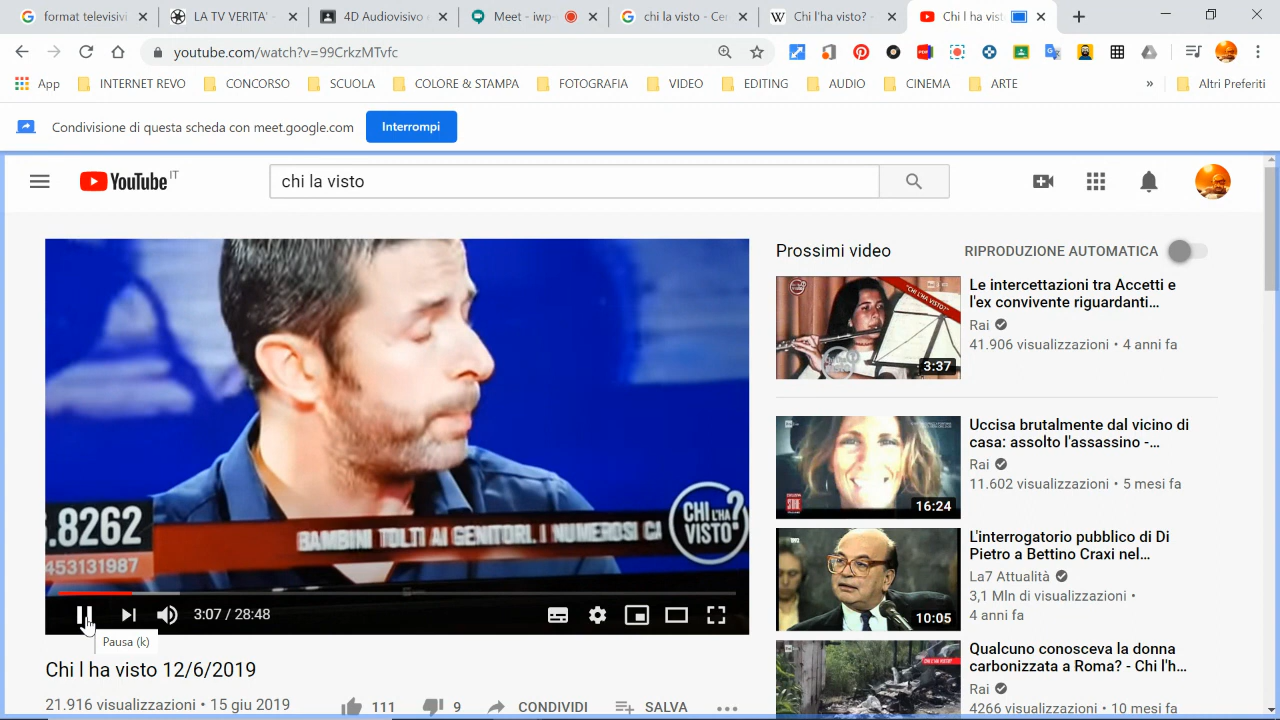 format televisivi
LA TV VERITA' -
4D Audiovisivo e
Meet - iwp-
chi la visto - Cer
Chi l'ha visto? -
Chi l ha vist
youtube.com/watch?v=99CrkzMTvfc
App
INTERNET REVO
CONCORSO
SCUOLA
COLORE & STAMPA
FOTOGRAFIA
VIDEO
EDITING
AUDIO
CINEMA
ARTE
»
Altri Preferiti
Condivisione di questa scheda con meet.google.com
Interrompi
YouTube IT
chi la visto
.8262
453131987
BAMBINI TOLTI AI GENITORI. I NUMEROSI CA
CHI L'HA
VISTO?
3:07 / 28:48
Pausa (k)
Chi l ha visto 12/6/2019
21.916 visualizzazioni • 15 giu 2019
111
9
CONDIVIDI
SALVA
Prossimi video
RIPRODUZIONE AUTOMATICA
"CHI L'HA VISTO?"
3:37
Le intercettazioni tra Accetti e
l'ex convivente riguardanti...
Rai
41.906 visualizzazioni • 4 anni fa
16:24
Uccisa brutalmente dal vicino di
casa: assolto l'assassino -...
Rai
11.602 visualizzazioni • 5 mesi fa
10:05
L'interrogatorio pubblico di Di
Pietro a Bettino Craxi nel...
La7 Attualità
3,1 Mln di visualizzazioni •
4 anni fa
Qualcuno conosceva la donna
carbonizzata a Roma? - Chi l'h...
Rai
4266 visualizzazioni • 10 mesi fa